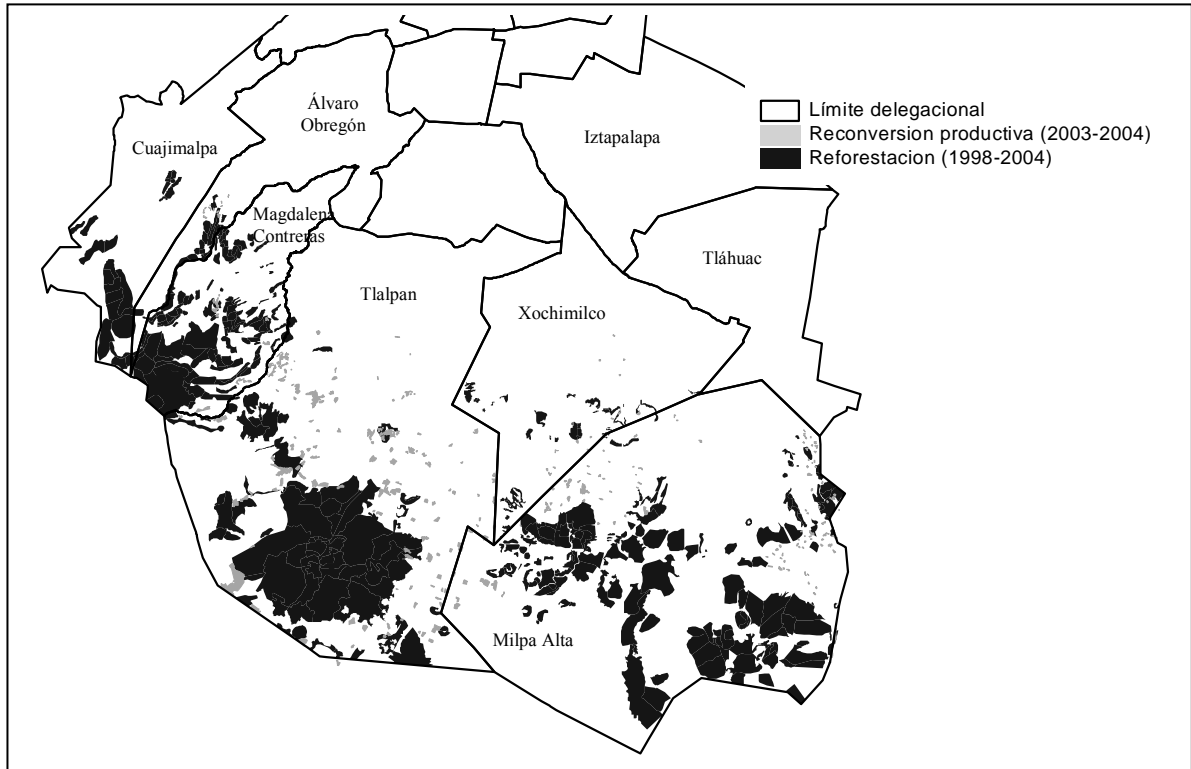 Límite delegacional
Reconversion productiva (2003-2004)
Reforestacion (1998-2004)
Álvaro
Obregón
Cuajimalpa
Iztapalapa
Magdalena
Contreras
Tláhuac
Tlalpan
Xochimilco
Milpa Alta